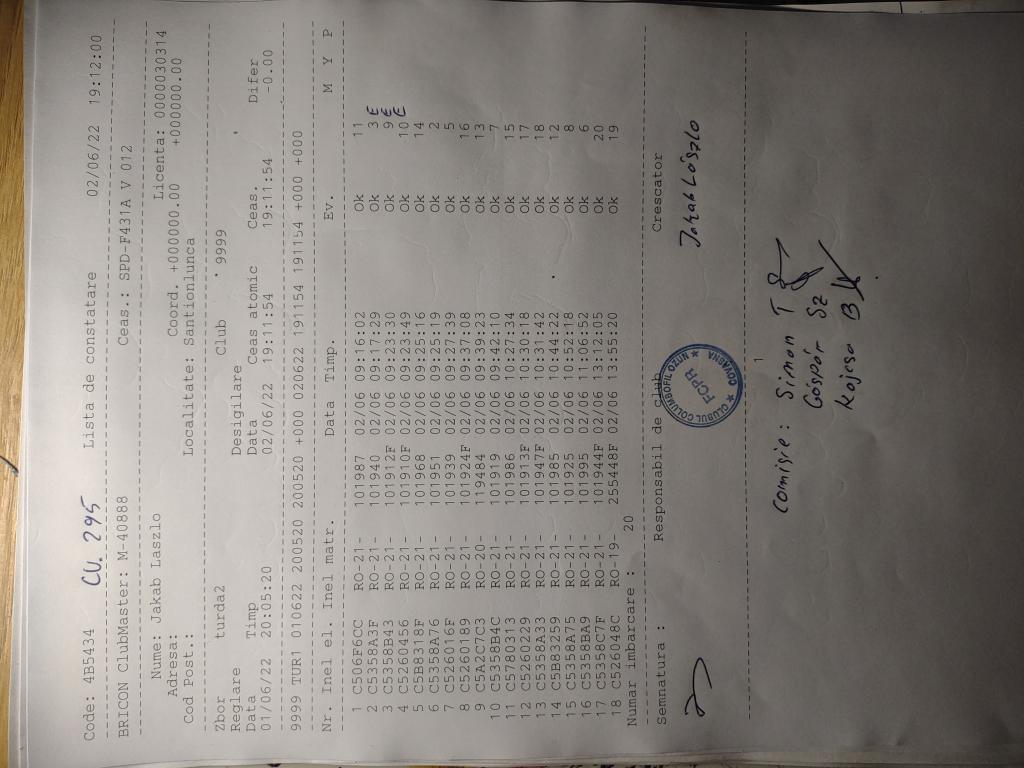 Code: 4B5434 CU. 295 Lista de constatare 02/06/22 19:12:00
BRICON ClubMaster: M-40888 Ceas.: SPD F431A V 012
Nume: Jakab Laszlo Licenta: 0000030314
Adresa: Coord. +000000.00 +000000.00
Cod Post.: Localitate: Santionlunca
Zbor turda2 Club 9999
Reglare Desigilare
Data Timp Data Ceas atomic Ceas. Difer
01/06/22 20:05:20 02/06/22 19:11:54 19:11:54 -0.00
9999 TUR1 010622 200520 200520 +000 020622 191154 191154 +000 +000
Nr. Inel el. Inel matr. Data Timp. Ev. M Y P
1 C506F6CC RO-21- 101987 02/06 09:16:02 Ok 11
2 C5358A3F RO-21- 101940 02/06 09:17:29 Ok 3 E
3 C5358B43 RO-21- 101912F 02/06 09:23:30 Ok 9 E
4 C5260426 RO-21- 101910F 02/06 09:23:49 Ok 10 E
5 C5B8318F RO-21- 101968 02/06 09:25:16 Ok 14
6 C5358A76 RO-21- 101951 02/06 09:25:19 Ok 2
7 C526016F RO-21- 101939 02/06 09:27:39 Ok 5
8 C5260189 RO-21- 101924F 02/06 09:37:08 Ok 16
9 C5A2C7C3 RO-20- 119484 02/06 09:39:23 Ok 13
10 C5358B4C RO-21- 101919 02/06 09:42:10 Ok 7
11 C5780313 RO-21- 101986 02/06 10:27:34 Ok 15
12 C5260229 RO-21- 101913F 02/06 10:30:18 Ok 17
13 C5358A33 RO-21- 101947F 02/06 10:31:42 Ok 18
14 C5B83259 RO-21- 101985 02/06 10:44:22 Ok 12
15 C5358A75 RO-21- 101925 02/06 10:52:18 Ok 8
16 C5358BA9 RO-21- 101995 02/06 11:06:52 Ok 6
17 C5358C7F RO-21- 101944F 02/06 13:12:05 Ok 20
18 C526048C RO-19- 255448F 02/06 13:55:20 Ok 19
Numar imbarcare : 20
Semnatura : Responsabil de club Crescator
Jakab László
CLUBUL COLUMBOFIL OZUN
FCPR
COVASNA
1
Comisie: Simon T
Gáspár Sz
B